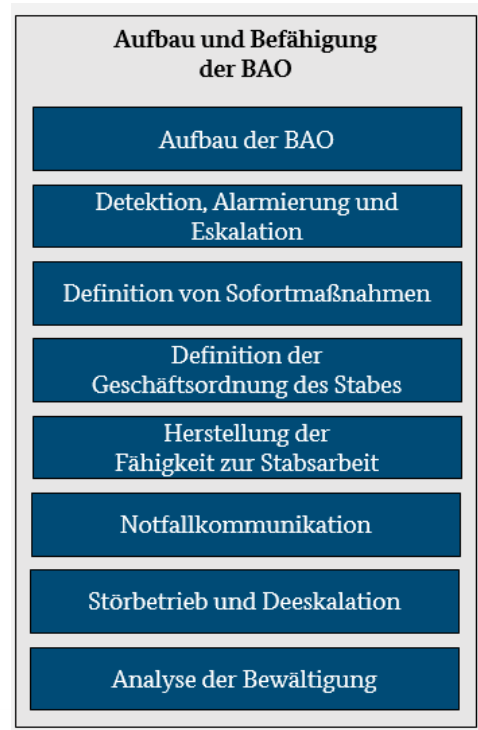 Aufbau und Befähigung
der BAO
Aufbau der BAO
Detektion, Alarmierung und
Eskalation
Definition von Sofortmaßnahmen
Definition der
Geschäftsordnung des Stabes
Herstellung der
Fähigkeit zur Stabsarbeit
Notfallkommunikation
Störbetrieb und Deeskalation
Analyse der Bewältigung